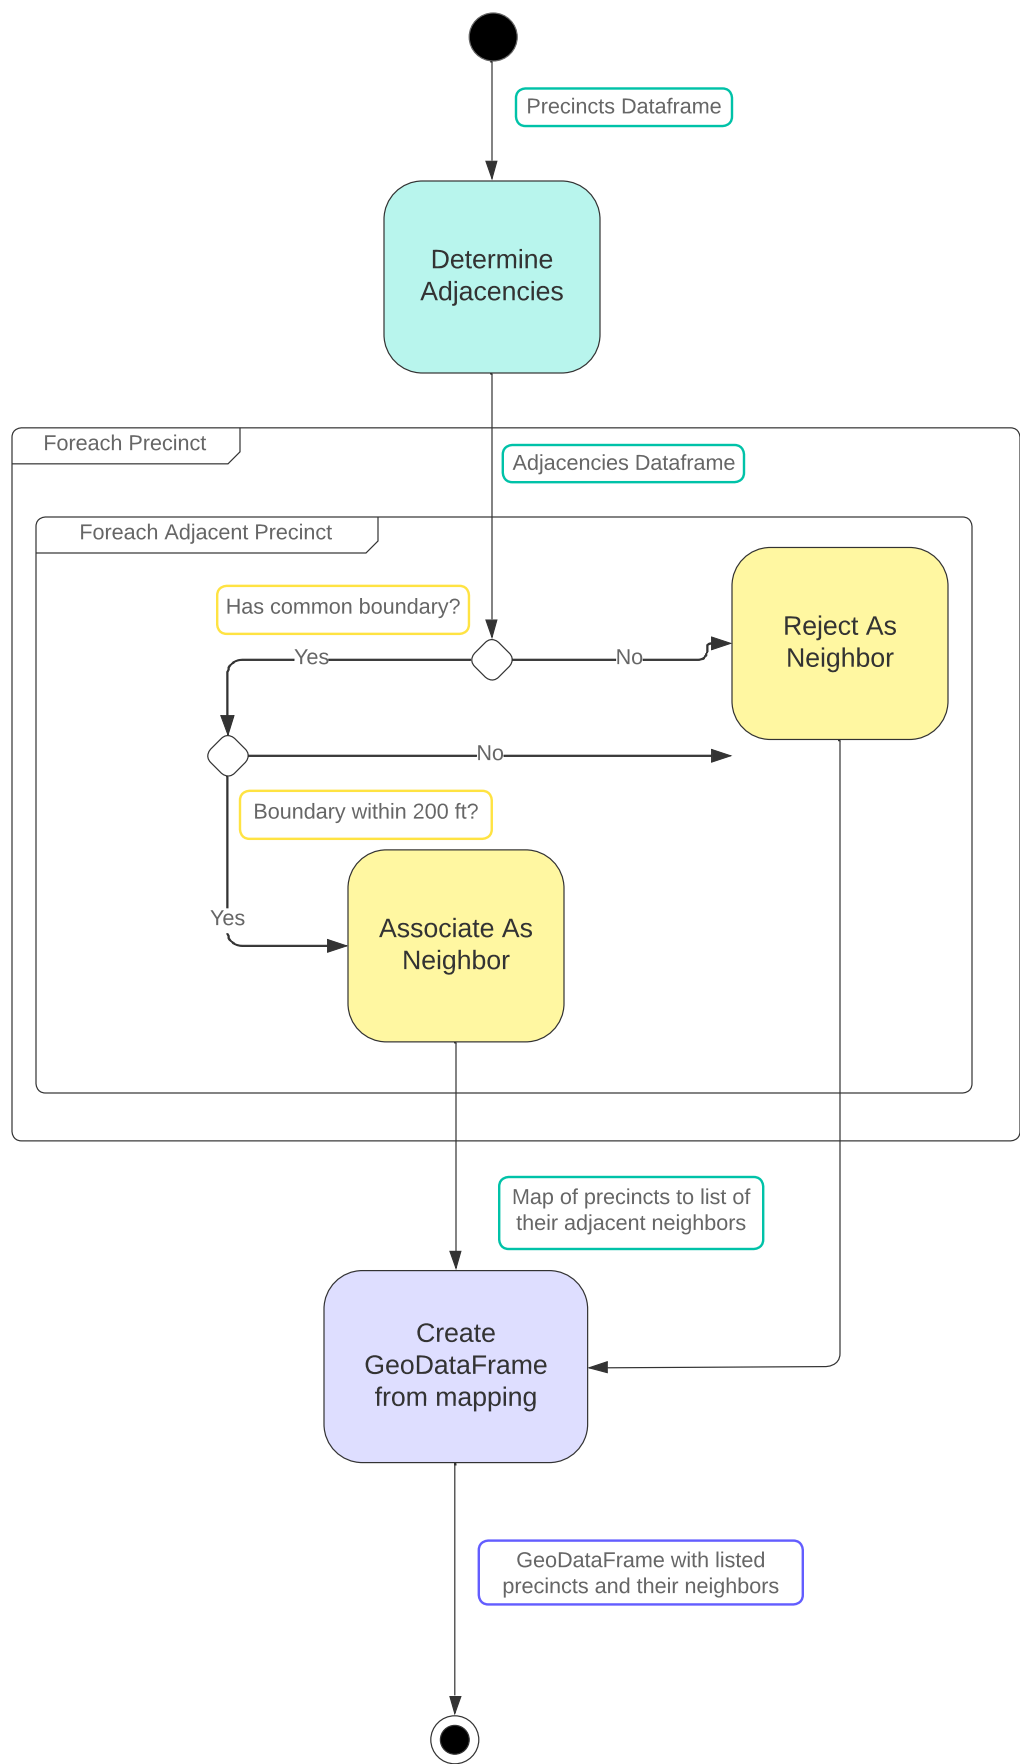 Precincts Dataframe
Determine
Adjacencies
Foreach Precinct
Adjacencies Dataframe
Foreach Adjacent Precinct
Has common boundary?
Reject As
Neighbor
Yes
No
No
Boundary within 200 ft?
Yes
Associate As
Neighbor
Map of precincts to list of
their adjacent neighbors
Create
GeoDataFrame
from mapping
GeoDataFrame with listed
precincts and their neighbors